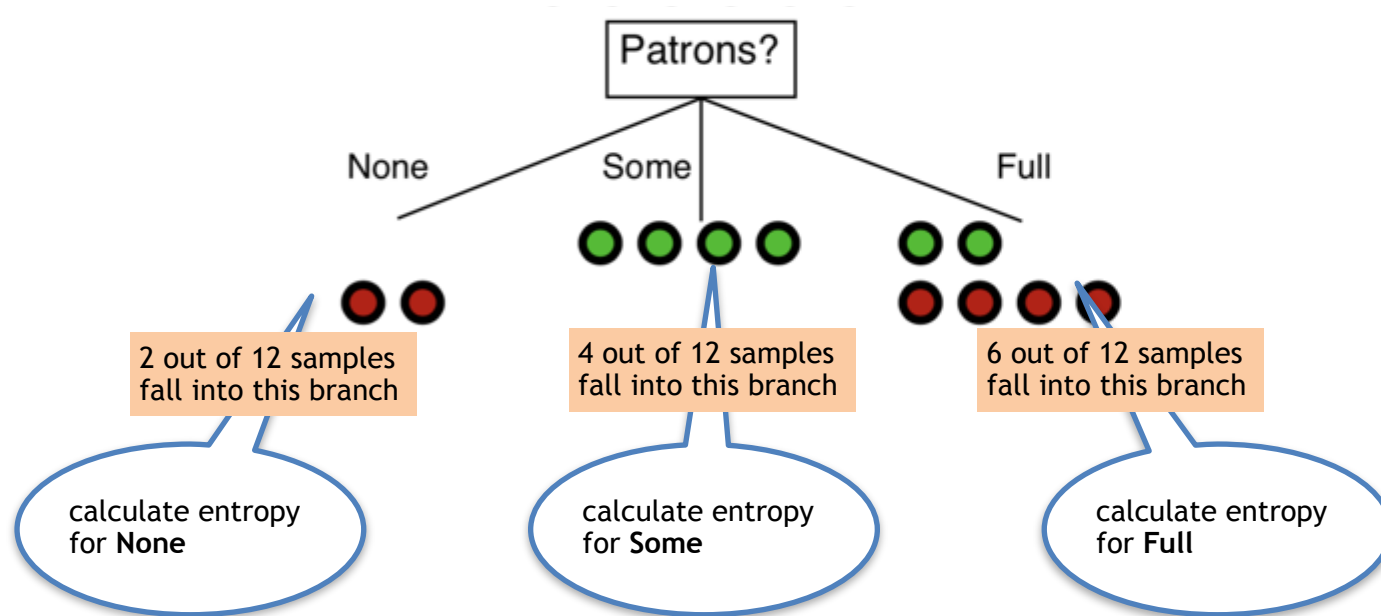 Patrons?
None
Some
Full
2 out of 12 samples
fall into this branch
4 out of 12 samples
fall into this branch
6 out of 12 samples
fall into this branch
calculate entropy
for None
calculate entropy
for Some
calculate entropy
for Full